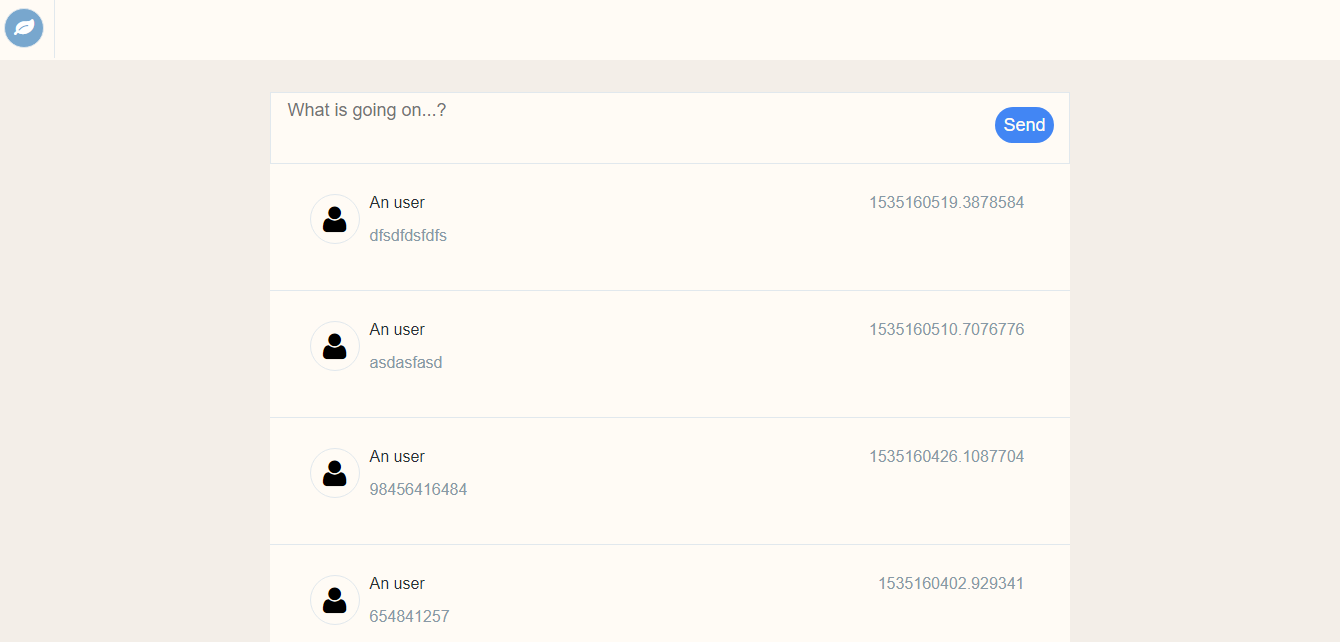 What is going on...?
Send
An user 1535160519.3878584
dfsdfdsfdfs
An user 1535160510.7076776
asdasfasd
An user 1535160426.1087704
98456416484
An user 1535160402.929341
654841257